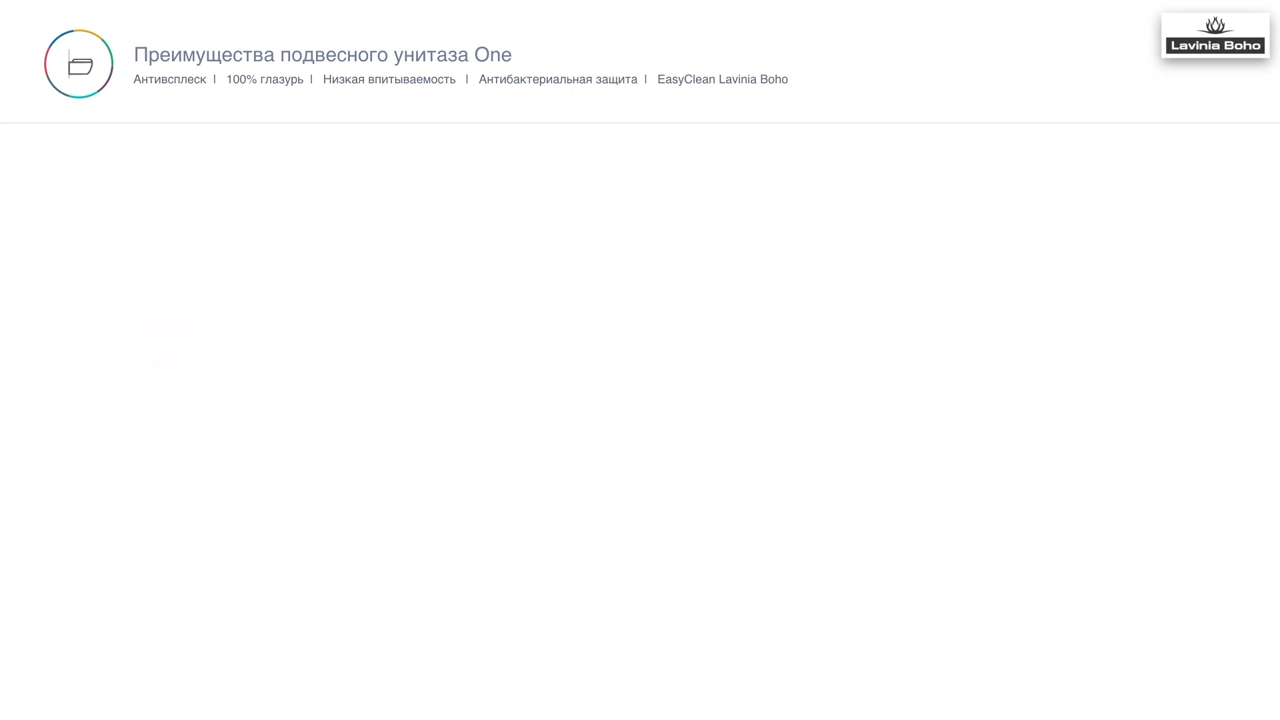 Преимущества подвесного унитаза One
Антивсплеск | 100% глазурь | Низкая впитываемость | Антибактериальная защита | EasyClean Lavinia Boho
Lavinia Boho